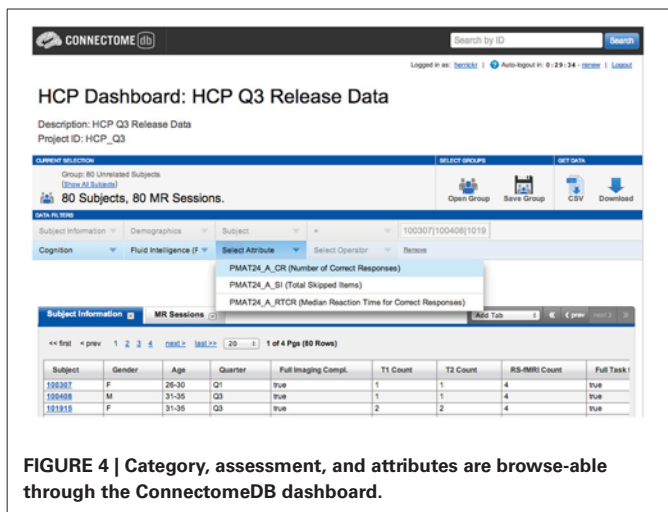 CONNECTOME db
Search by ID
Search
Logged in as: herrickr | Auto-logout in: 0:29:34 - renew | Logout
HCP Dashboard: HCP Q3 Release Data
Description: HCP Q3 Release Data
Project ID: HCP_Q3
CURRENT SELECTION
SELECT GROUPS
GET DATA
Group: 80 Unrelated Subjects
(Show All Subjects)
80 Subjects, 80 MR Sessions.
Open Group Save Group CSV Download
DATA FILTERS
Subject Information Demographics Subject = 100307|100408|1019
Cognition Fluid Intelligence (F Select Attribute Select Operator Remove
PMAT24_A_CR (Number of Correct Responses)
PMAT24_A_SI (Total Skipped Items)
PMAT24_A_RTCR (Median Reaction Time for Correct Responses)
Subject Information MR Sessions Add Tab ( prev next )
<< first < prev 1 2 3 4 next > last >> 20 1 of 4 Pgs (80 Rows)
Subject Gender Age Quarter Full Imaging Compl. T1 Count T2 Count RS-fMRI Count Full Task
100307 F 26-30 Q1 true 1 1 4 true
100408 M 31-35 Q3 true 1 1 4 true
101915 F 31-35 Q3 true 2 2 4 true
FIGURE 4 | Category, assessment, and attributes are browse-able
through the ConnectomeDB dashboard.